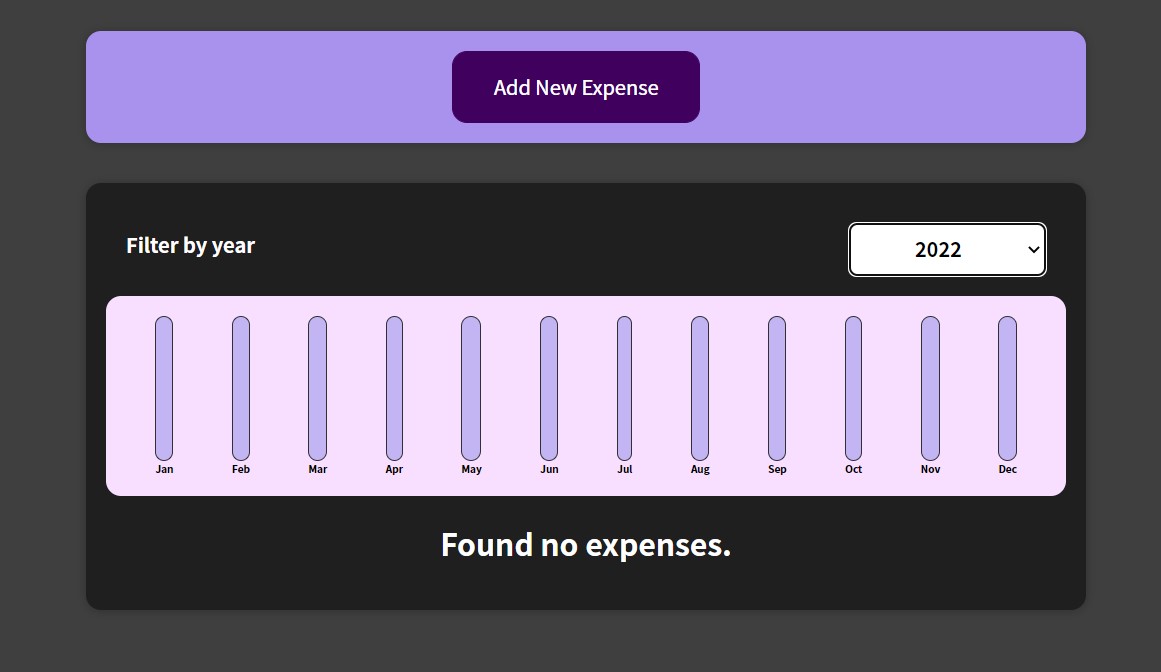 Add New Expense
Filter by year
2022
Jan Feb Mar Apr May Jun Jul Aug Sep Oct Nov Dec
Found no expenses.